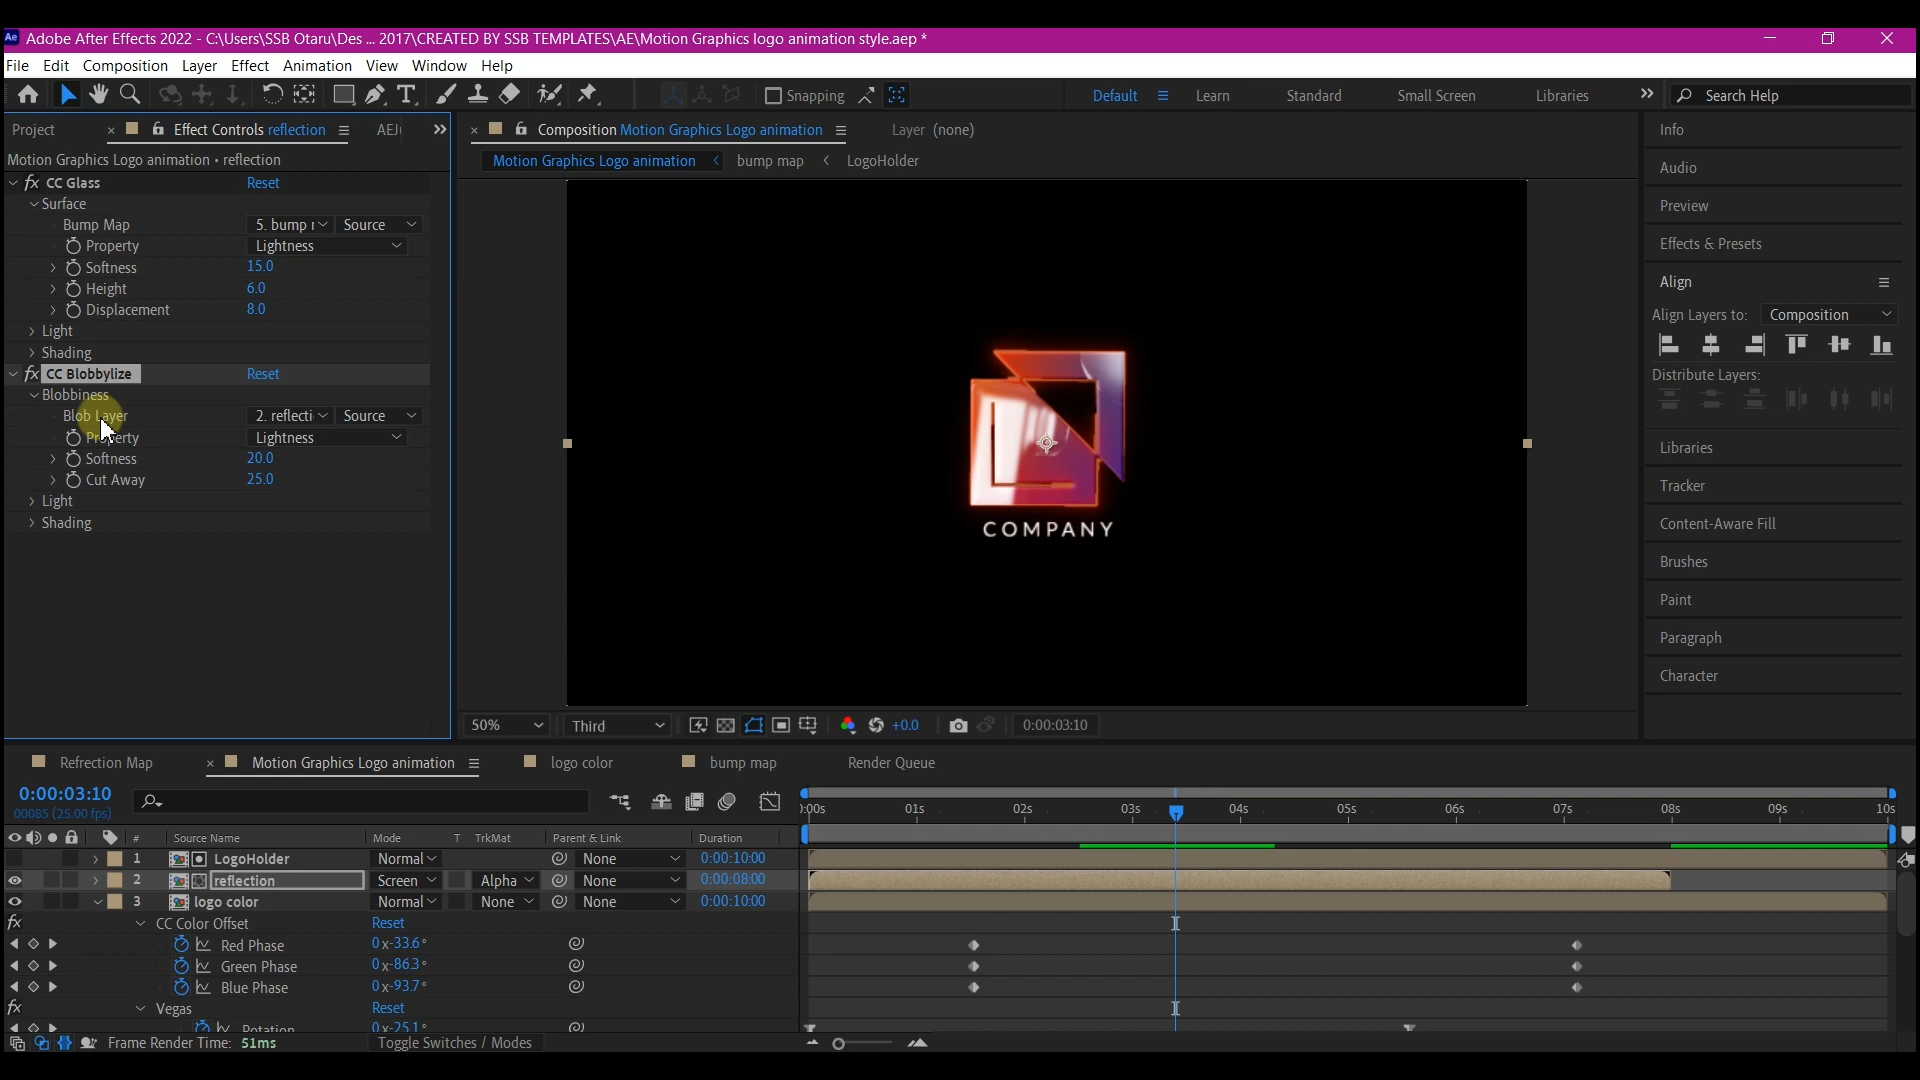 Ae Adobe After Effects 2022 - C:\Users\SSB Otaru\Des ... 2017\CREATED BY SSB TEMPLATES\AE\Motion Graphics logo animation style.aep *
File Edit Composition Layer Effect Animation View Window Help
Snapping Default Learn Standard Small Screen Libraries Search Help
Project Effect Controls reflection
Composition Motion Graphics Logo animation Layer (none)
Motion Graphics Logo animation • reflection
Motion Graphics Logo animation bump map LogoHolder
fx CC Glass Reset
Surface
Bump Map 5. bump Source
Property Lightness
Softness 15.0
Height 6.0
Displacement 8.0
Light
Shading
fx CC Blobbylize Reset
Blobbiness
Blob Layer 2. reflecti Source
Property Lightness
Softness 20.0
Cut Away 25.0
Light
Shading
COMPANY
50% Third +0.0 0:00:03:10
Info
Audio
Preview
Effects & Presets
Align
Align Layers to: Composition
Distribute Layers:
Libraries
Tracker
Content-Aware Fill
Brushes
Paint
Paragraph
Character
Refrection Map Motion Graphics Logo animation logo color bump map Render Queue
0:00:03:10
00085 (25.00 fps)
):00s 01s 02s 03s 04s 05s 06s 07s 08s 09s 10s
# Source Name Mode T TrkMat Parent & Link Duration
1 LogoHolder Normal None 0:00:10:00
2 reflection Screen Alpha None 0:00:08:00
3 logo color Normal None None 0:00:10:00
fx CC Color Offset Reset
Red Phase 0x-33.6°
Green Phase 0x-86.3°
Blue Phase 0x-93.7°
fx Vegas Reset
Rotation 0x-25.1°
Frame Render Time: 51ms Toggle Switches / Modes